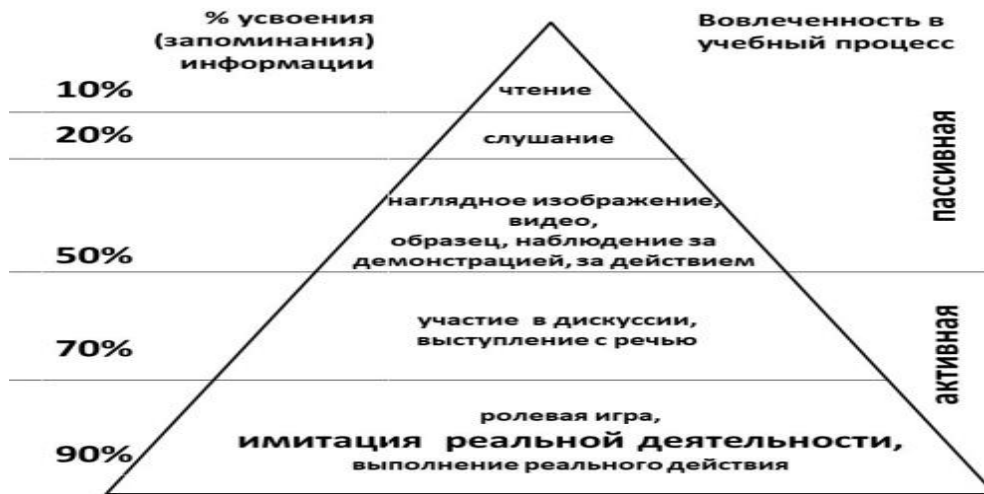 % усвоения
(запоминания)
информации
Вовлеченность в
учебный процесс
10%
чтение
20%
слушание
50%
наглядное изображение,
видео,
образец, наблюдение за
демонстрацией, за действием
пассивная
70%
участие в дискуссии,
выступление с речью
активная
90%
ролевая игра,
имитация реальной деятельности,
выполнение реального действия